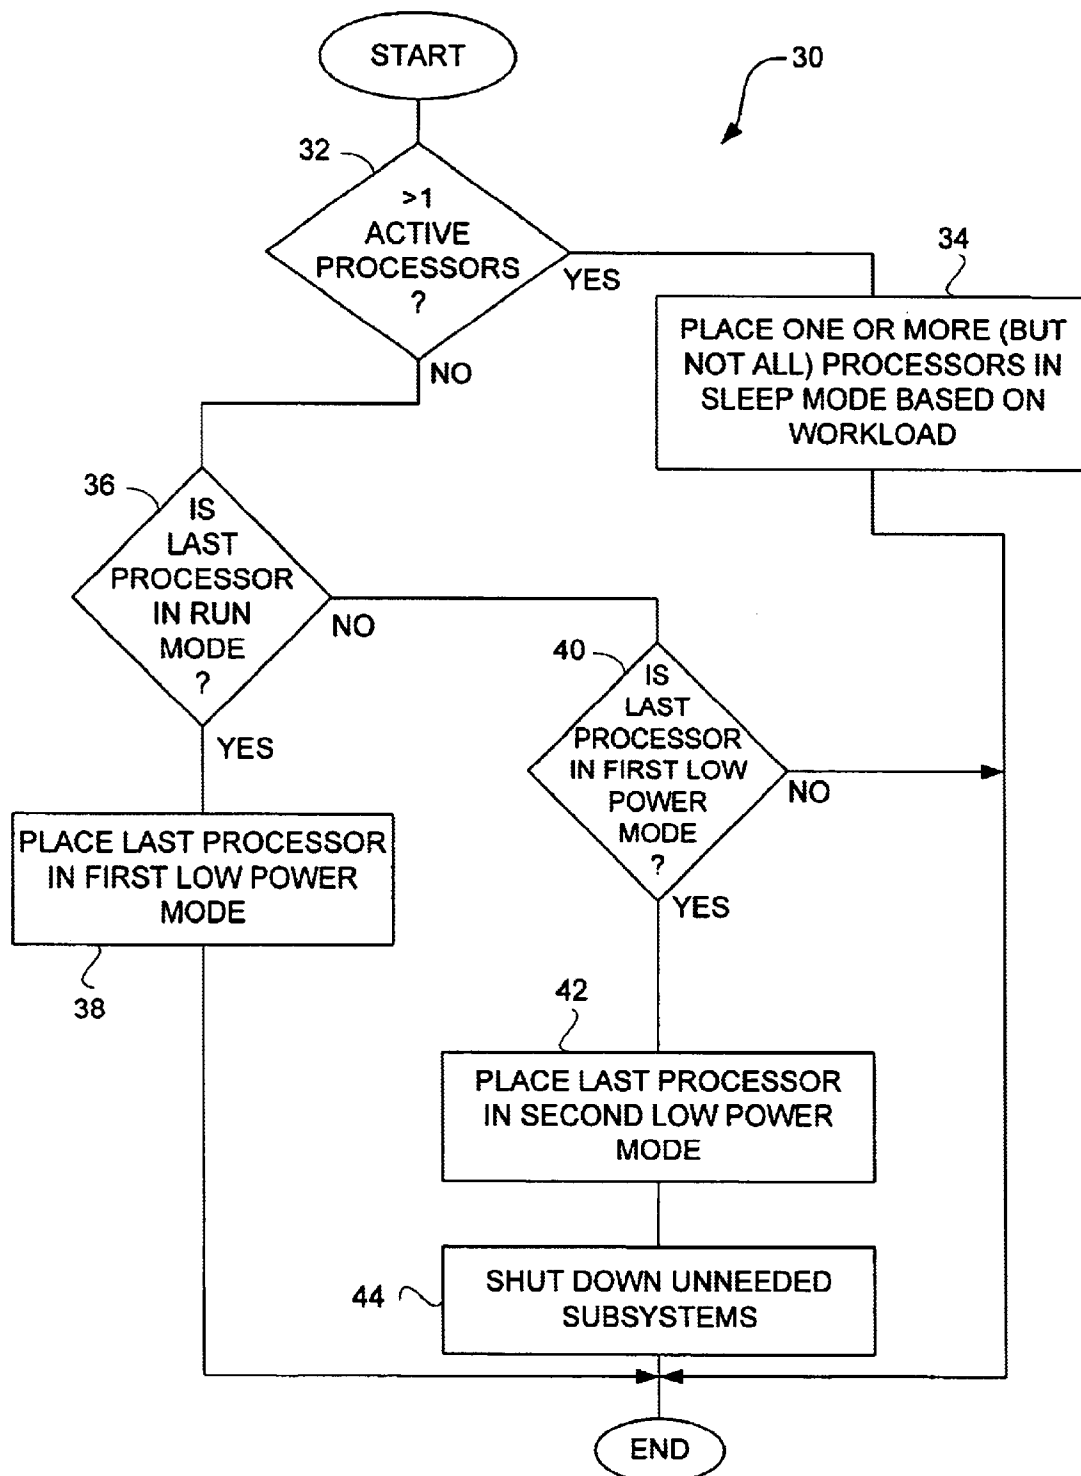 START
30
32
>1
ACTIVE
PROCESSORS
?
YES
NO
34
PLACE ONE OR MORE (BUT
NOT ALL) PROCESSORS IN
SLEEP MODE BASED ON
WORKLOAD
36
IS
LAST
PROCESSOR
IN RUN
MODE
?
NO
YES
40
IS
LAST
PROCESSOR
IN FIRST LOW
POWER
MODE
?
NO
YES
PLACE LAST PROCESSOR
IN FIRST LOW POWER
MODE
38
42
PLACE LAST PROCESSOR
IN SECOND LOW POWER
MODE
44
SHUT DOWN UNNEEDED
SUBSYSTEMS
END